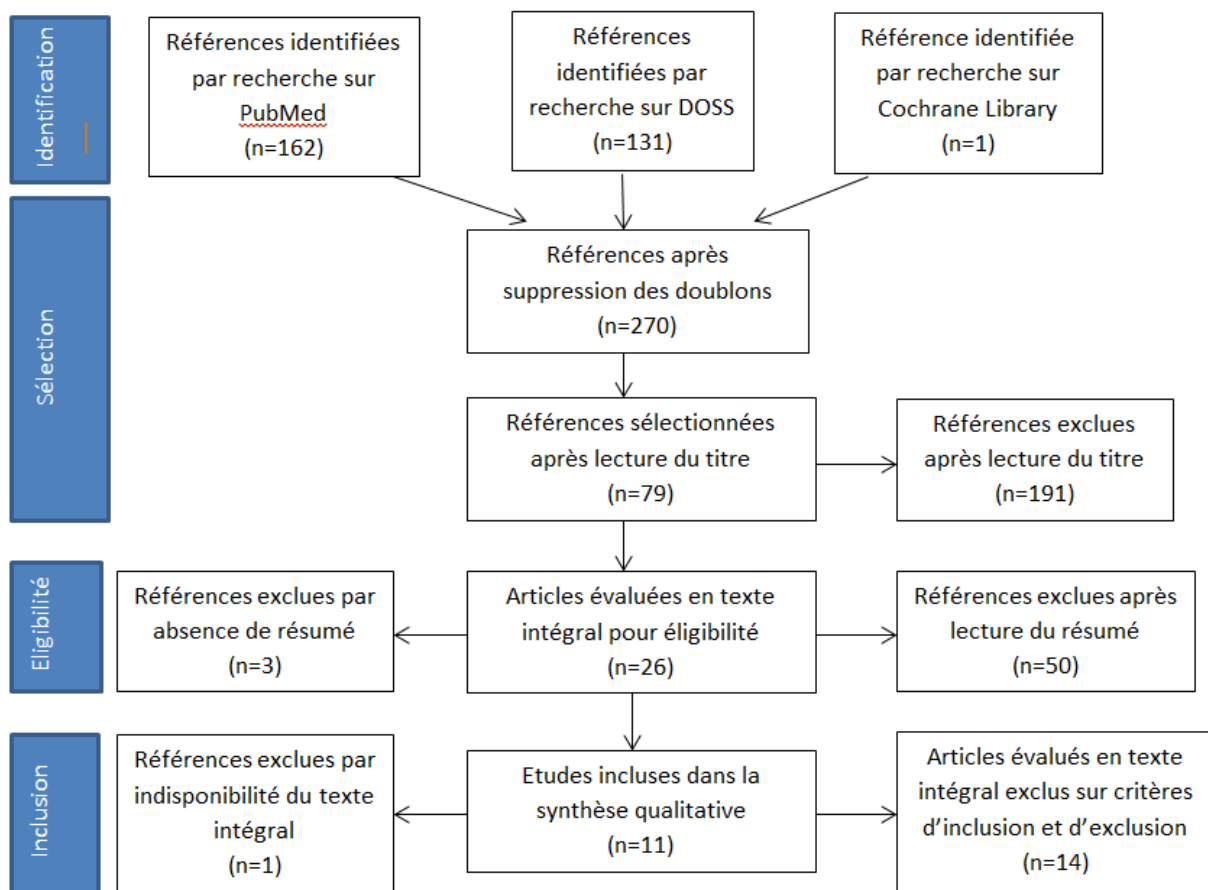 Identification
Références identifiées
par recherche sur
PubMed
(n=162)
Références
identifiées par
recherche sur DOSS
(n=131)
Référence identifiée
par recherche sur
Cochrane Library
(n=1)
Sélection
Références après
suppression des doublons
(n=270)
Références sélectionnées
après lecture du titre
(n=79)
Références exclues
après lecture du titre
(n=191)
Eligibilité
Références exclues par
absence de résumé
(n=3)
Articles évaluées en texte
intégral pour éligibilité
(n=26)
Références exclues après
lecture du résumé
(n=50)
Inclusion
Références exclues par
indisponibilité du texte
intégral
(n=1)
Etudes incluses dans la
synthèse qualitative
(n=11)
Articles évalués en texte
intégral exclus sur critères
d’inclusion et d’exclusion
(n=14)